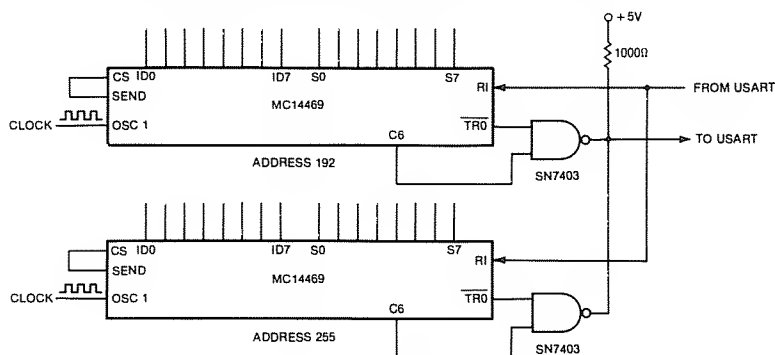 +5V
1000Ω
CS ID0 ID7 S0 S7
SEND
RI
FROM USART
MC14469
CLOCK OSC 1
TR0
C6
TO USART
ADDRESS 192
SN7403
CS ID0 ID7 S0 S7
SEND
RI
MC14469
CLOCK OSC 1
TR0
C6
SN7403
ADDRESS 255